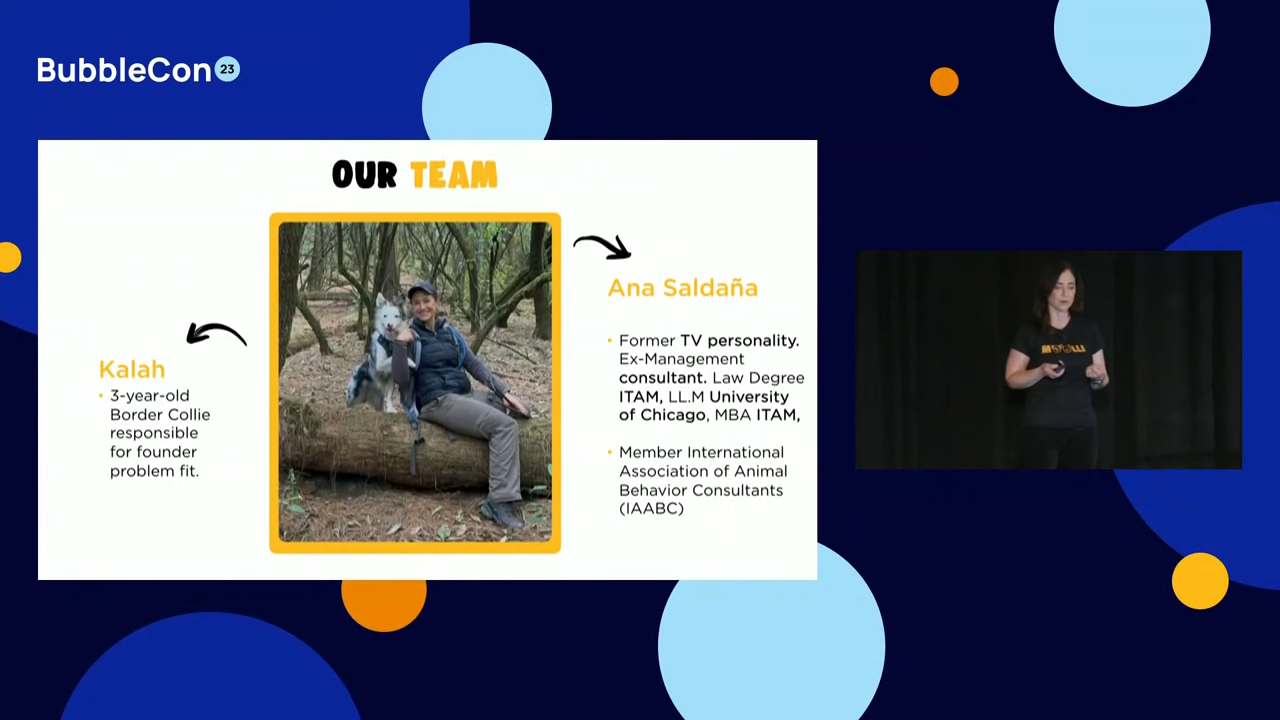 BubbleCon 23
OUR TEAM
Ana Saldaña
• Former TV personality.
Ex-Management
consultant. Law Degree
ITAM, LL.M University
of Chicago, MBA ITAM,
• Member International
Association of Animal
Behavior Consultants
(IAABC)
Kalah
• 3-year-old
Border Collie
responsible
for founder
problem fit.